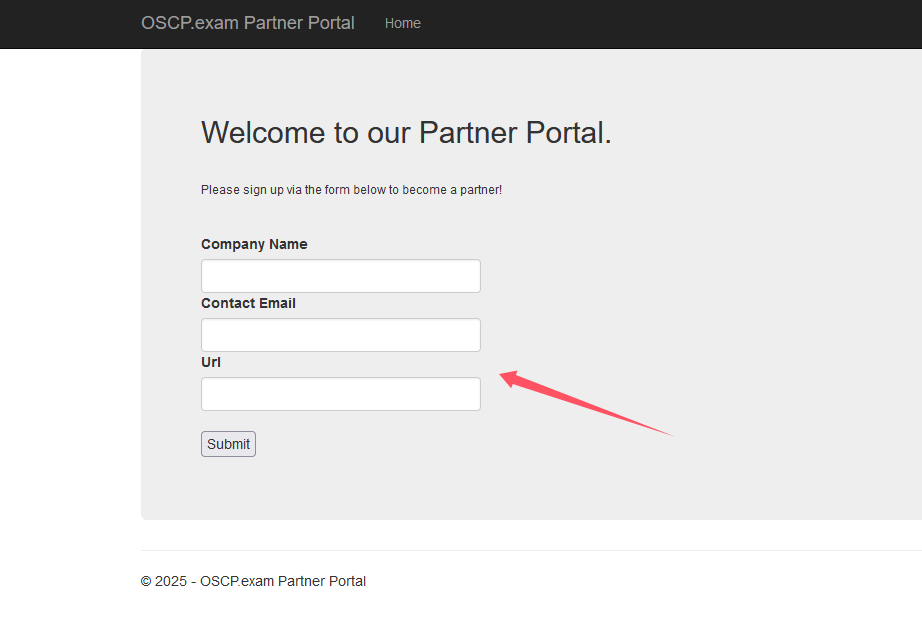 OSCP.exam Partner Portal Home
Welcome to our Partner Portal.
Please sign up via the form below to become a partner!
Company Name
Contact Email
Url
Submit
© 2025 - OSCP.exam Partner Portal